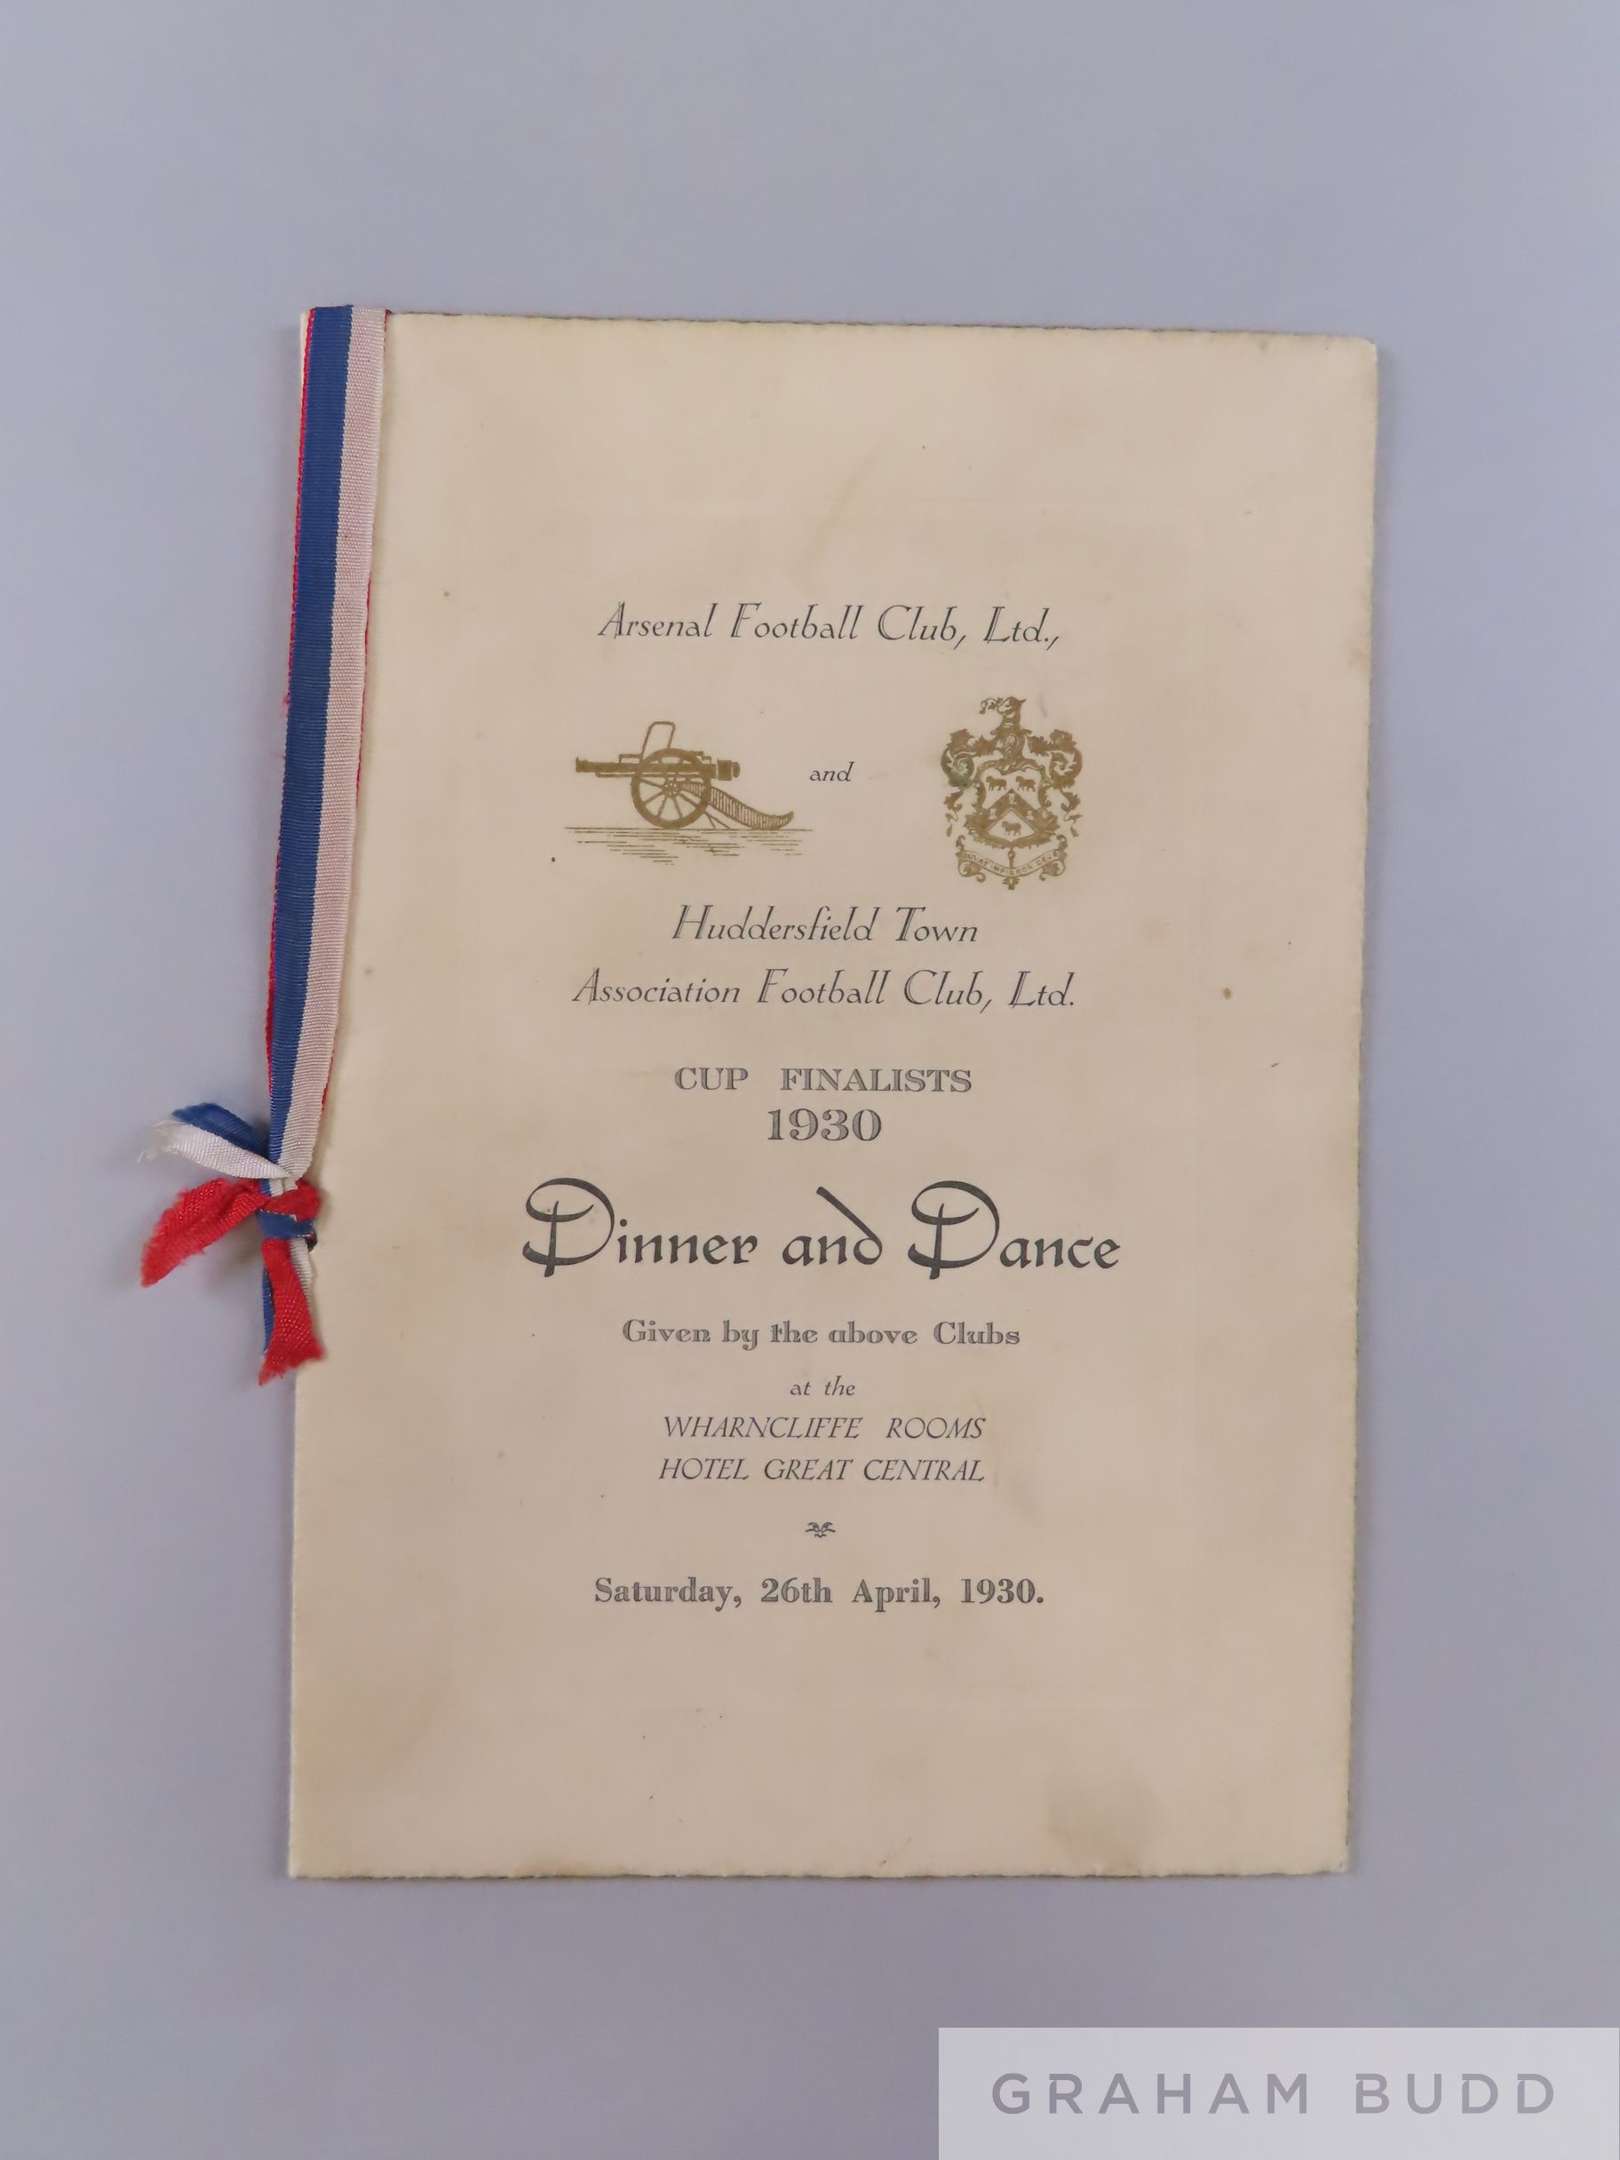 Arsenal Football Club, Ltd.,
and
Huddersfield Town
Association Football Club, Ltd.
CUP FINALISTS
1930
Dinner and Dance
Given by the above Clubs
at the
WHARNCLIFFE ROOMS
HOTEL GREAT CENTRAL
Saturday, 26th April, 1930.
GRAHAM BUDD